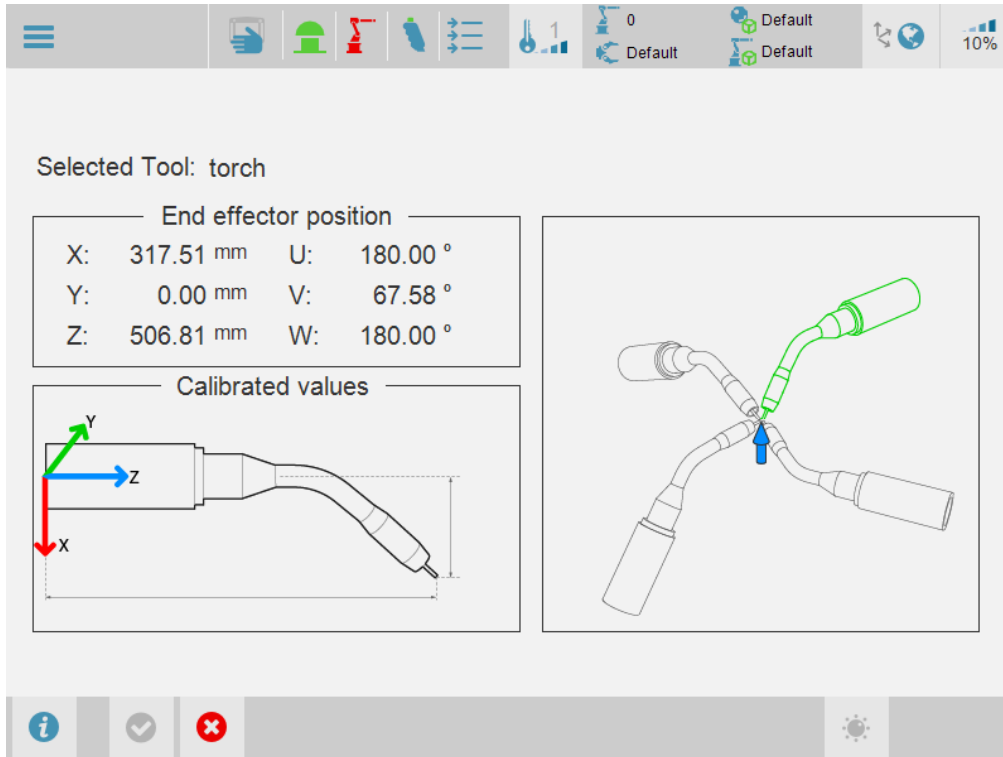 1
0
Default
Default
Default
10%
Selected Tool: torch
End effector position
X: 317.51 mm U: 180.00 º
Y: 0.00 mm V: 67.58 º
Z: 506.81 mm W: 180.00 º
Calibrated values
Y
Z
X
i